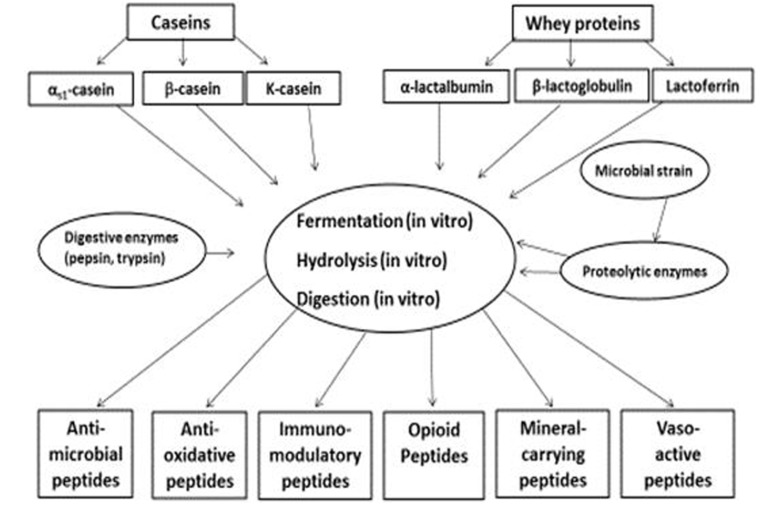 Caseins
Whey proteins
αs1-casein
β-casein
K-casein
α-lactalbumin
β-lactoglobulin
Lactoferrin
Microbial strain
Digestive enzymes
(pepsin, trypsin)
Fermentation (in vitro)
Hydrolysis (in vitro)
Digestion (in vitro)
Proteolytic enzymes
Anti-
microbial
peptides
Anti-
oxidative
peptides
Immuno-
modulatory
peptides
Opioid
Peptides
Mineral-
carrying
peptides
Vaso-
active
peptides